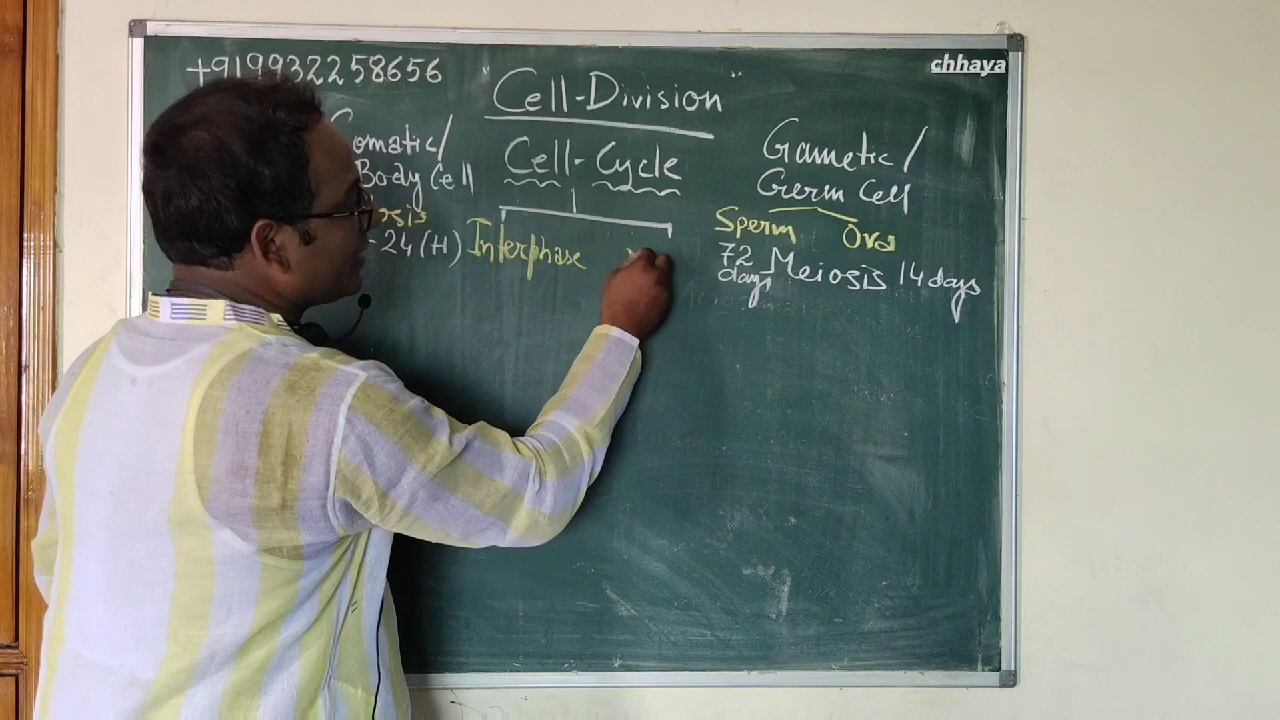 +919932258656
chhaya
"Cell-Division"
Somatic/
Body Cell
Cell-Cycle
Gametic/
Germ Cell
Sperm Ova
-24(H)
Interphase
72
days
Meiosis 14 days